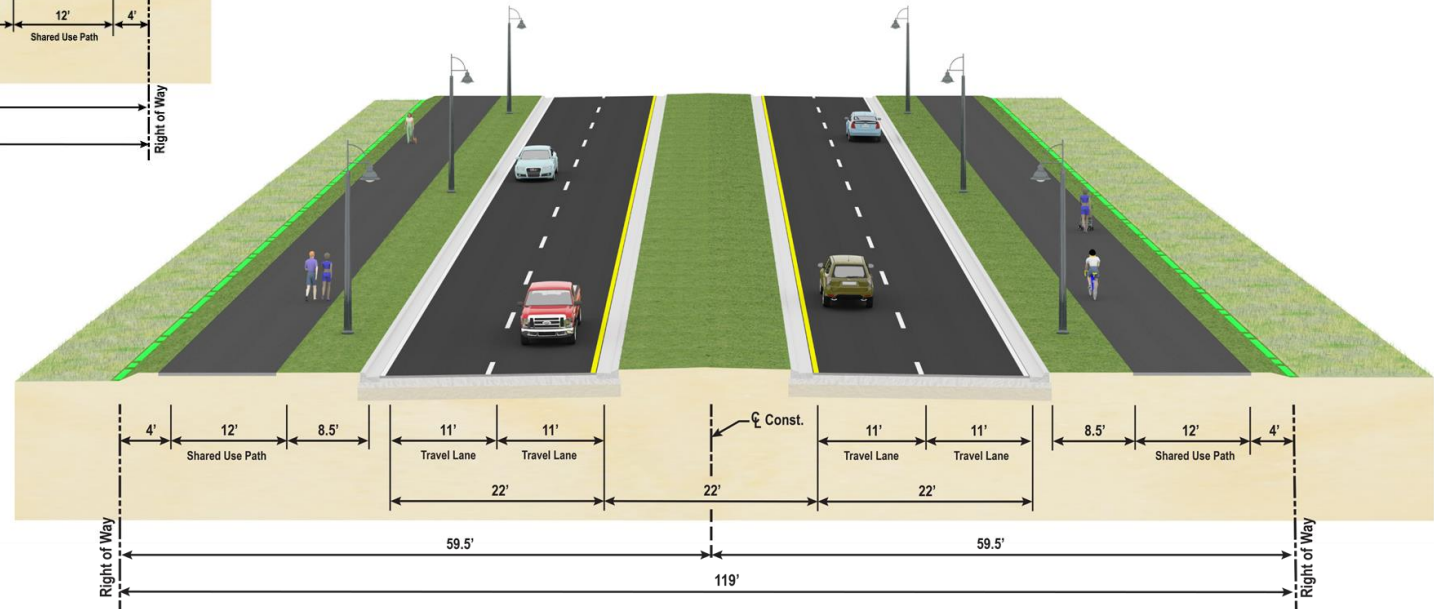 12’ 4’
Shared Use Path
Right of Way
℄ Const.
4’ 12’ 8.5’ 11’ 11’ 11’ 11’ 8.5’ 12’ 4’
Shared Use Path Travel Lane Travel Lane Travel Lane Travel Lane Shared Use Path
22’ 22’ 22’
Right of Way
59.5’ 59.5’
Right of Way
119’